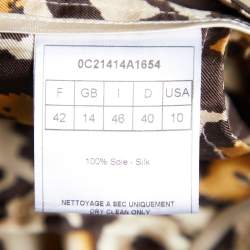 0C21414A1654
F GB I D USA
42 14 46 40 10
100% Soie - Silk
NETTOYAGE A SEC UNIQUEMENT
DRY CLEAN ONLY